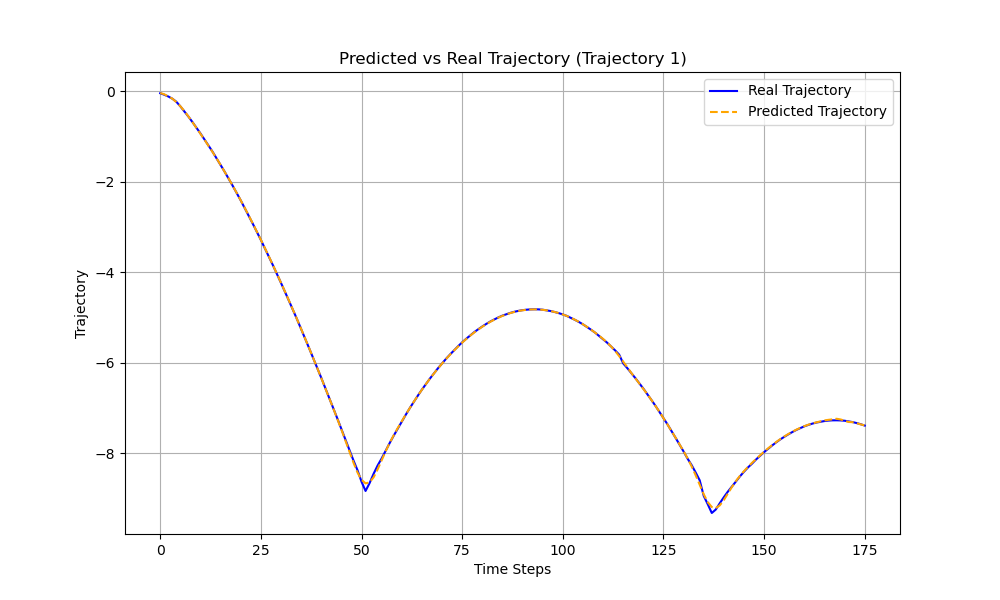 Predicted vs Real Trajectory (Trajectory 1)
Real Trajectory
Predicted Trajectory
0
−2
−4
−6
−8
Trajectory
0 25 50 75 100 125 150 175
Time Steps